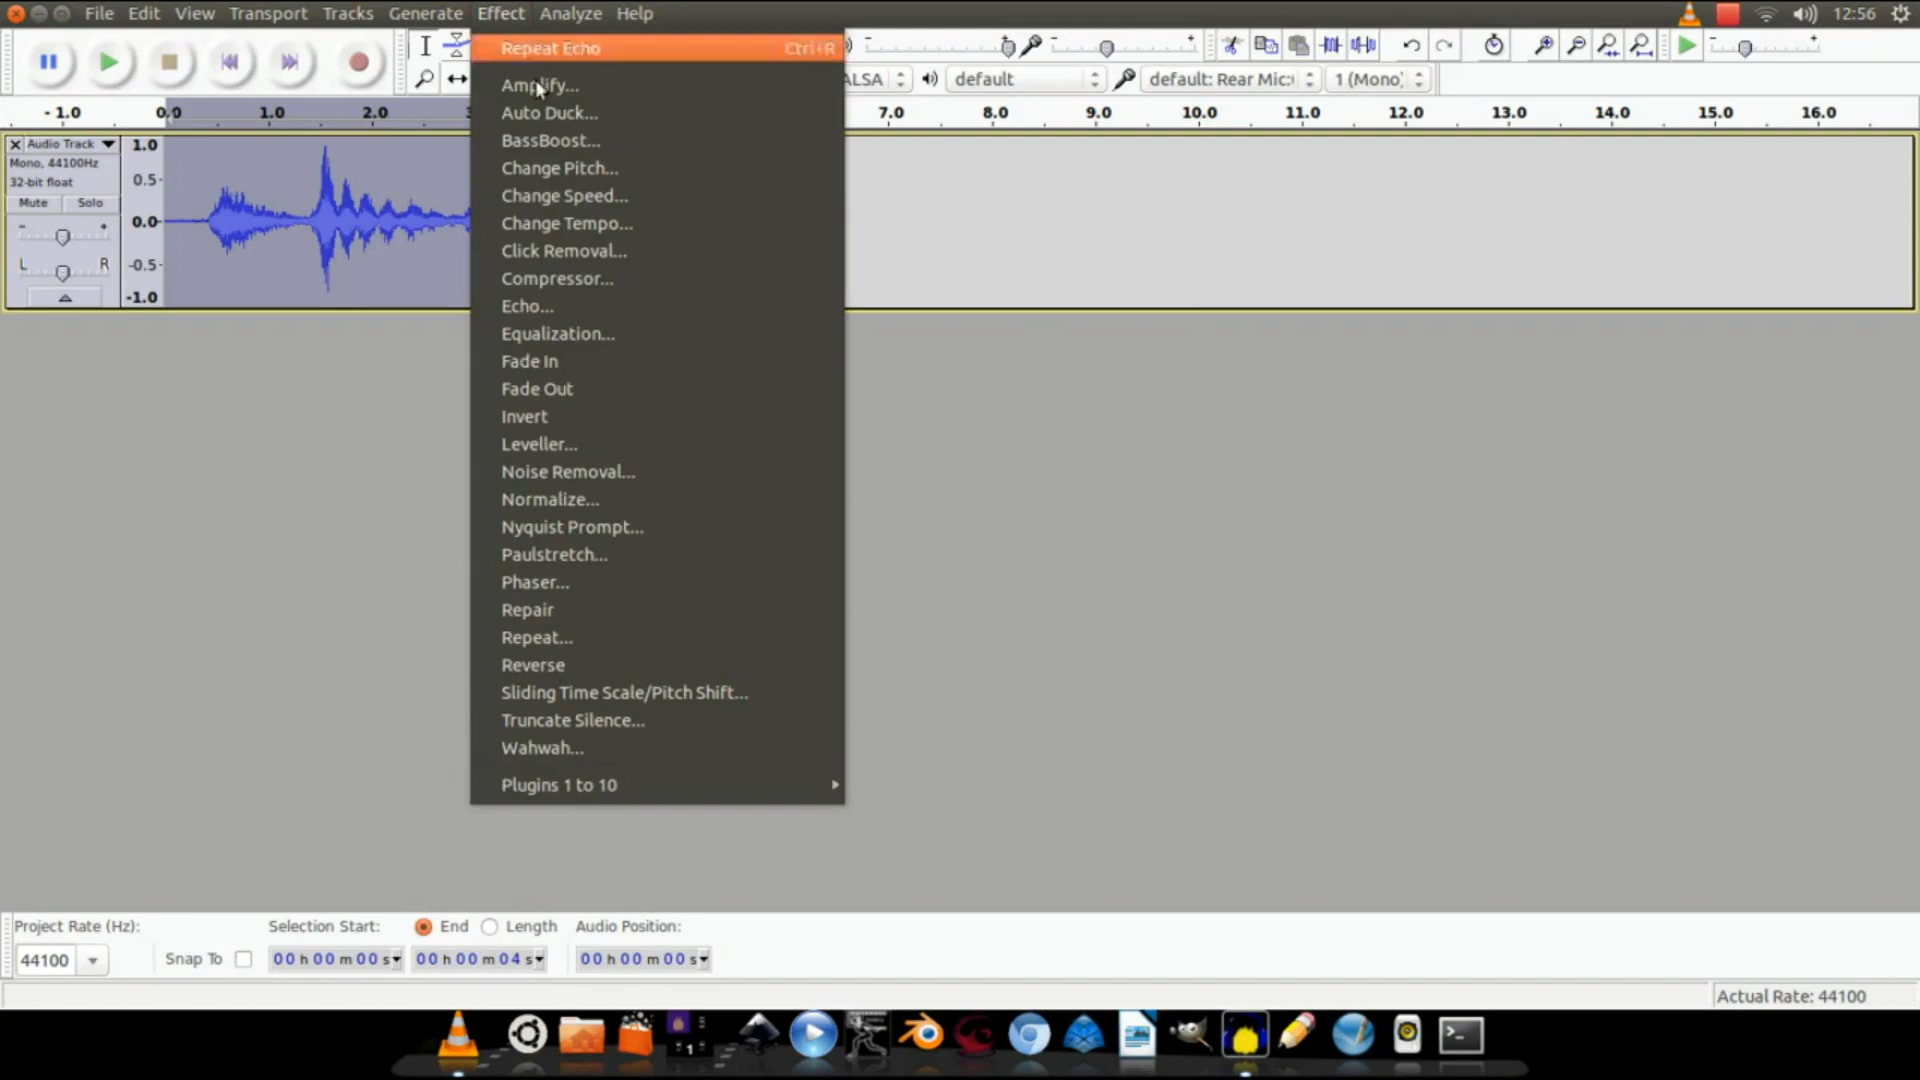 File Edit View Transport Tracks Generate Effect Analyze Help 12:56
Repeat Echo Ctrl+R
ALSA default default: Rear Mic: 1 (Mono)
- 1.0 0.0 1.0 2.0 3 7.0 8.0 9.0 10.0 11.0 12.0 13.0 14.0 15.0 16.0
Audio Track
Mono, 44100Hz
32-bit float
Mute Solo
- +
L R
1.0
0.5
0.0
-0.5
-1.0
Amplify...
Auto Duck...
BassBoost...
Change Pitch...
Change Speed...
Change Tempo...
Click Removal...
Compressor...
Echo...
Equalization...
Fade In
Fade Out
Invert
Leveller...
Noise Removal...
Normalize...
Nyquist Prompt...
Paulstretch...
Phaser...
Repair
Repeat...
Reverse
Sliding Time Scale/Pitch Shift...
Truncate Silence...
Wahwah...
Plugins 1 to 10
Project Rate (Hz): Selection Start: End Length Audio Position:
44100 Snap To 00 h 00 m 00 s 00 h 00 m 04 s 00 h 00 m 00 s
Actual Rate: 44100
1